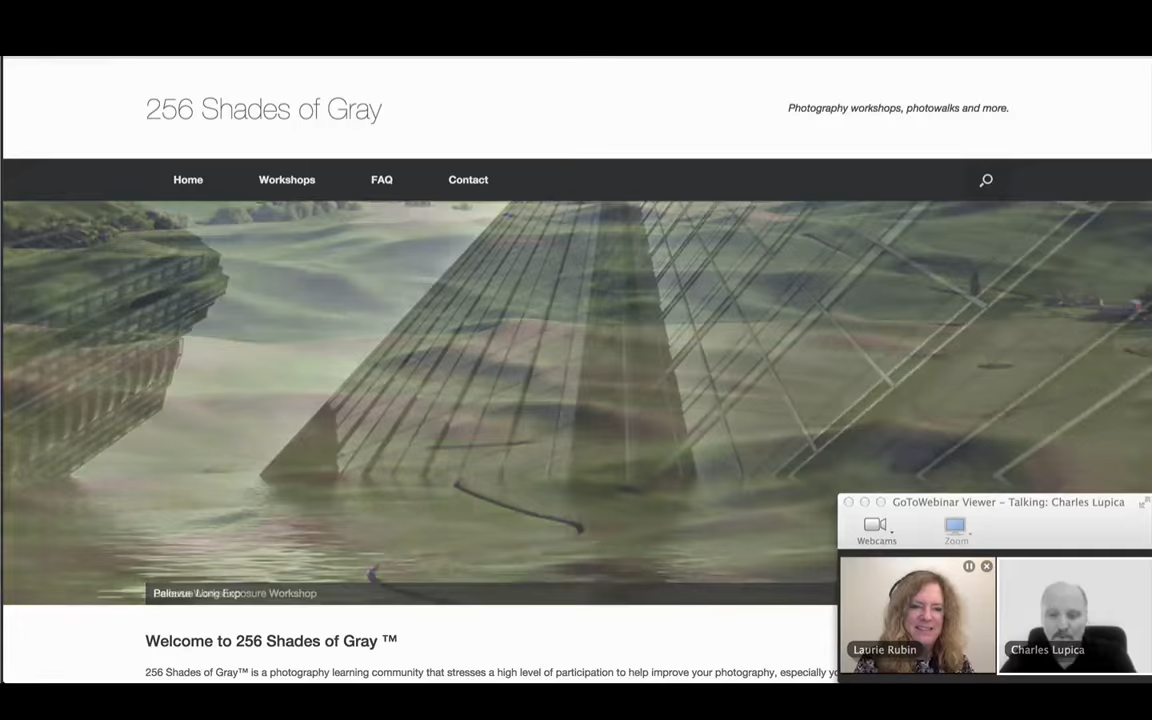 256 Shades of Gray
Photography workshops, photowalks and more.
Home Workshops FAQ Contact
Exposure Workshop
Welcome to 256 Shades of Gray ™
256 Shades of Gray™ is a photography learning community that stresses a high level of participation to help improve your photography, especially
GoToWebinar Viewer – Talking: Charles Lupica
Webcams
Zoom
Laurie Rubin
Charles Lupica